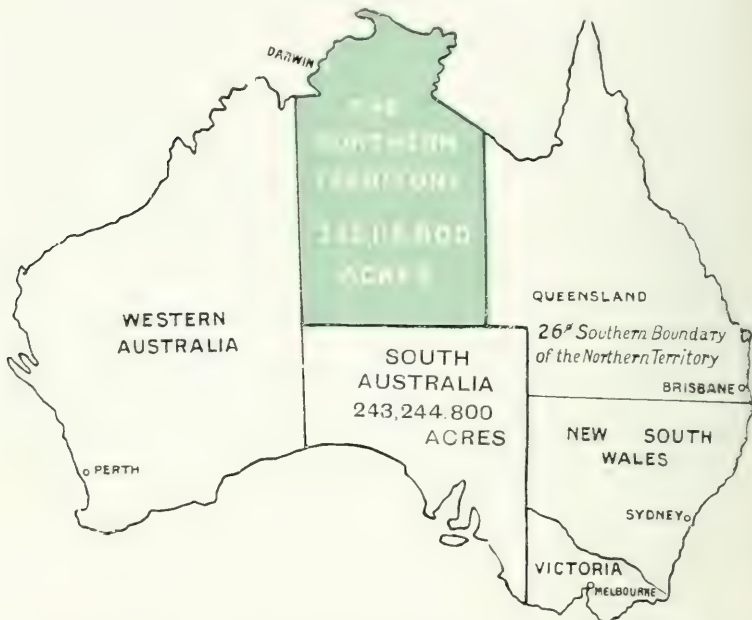 DARWIN
THE
NORTHERN
TERRITORY
ACRES
WESTERN
AUSTRALIA
QUEENSLAND
26º Southern Boundary
of the Northern Territory
BRISBANE
SOUTH
AUSTRALIA
243,244.800
ACRES
NEW SOUTH
WALES
PERTH
SYDNEY
VICTORIA
MELBOURNE